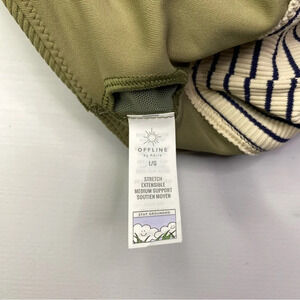 OFFLINE
by Aerie
L/G
STRETCH
EXTENSIBLE
MEDIUM SUPPORT
SOUTIEN MOYEN
STAY GROUNDED